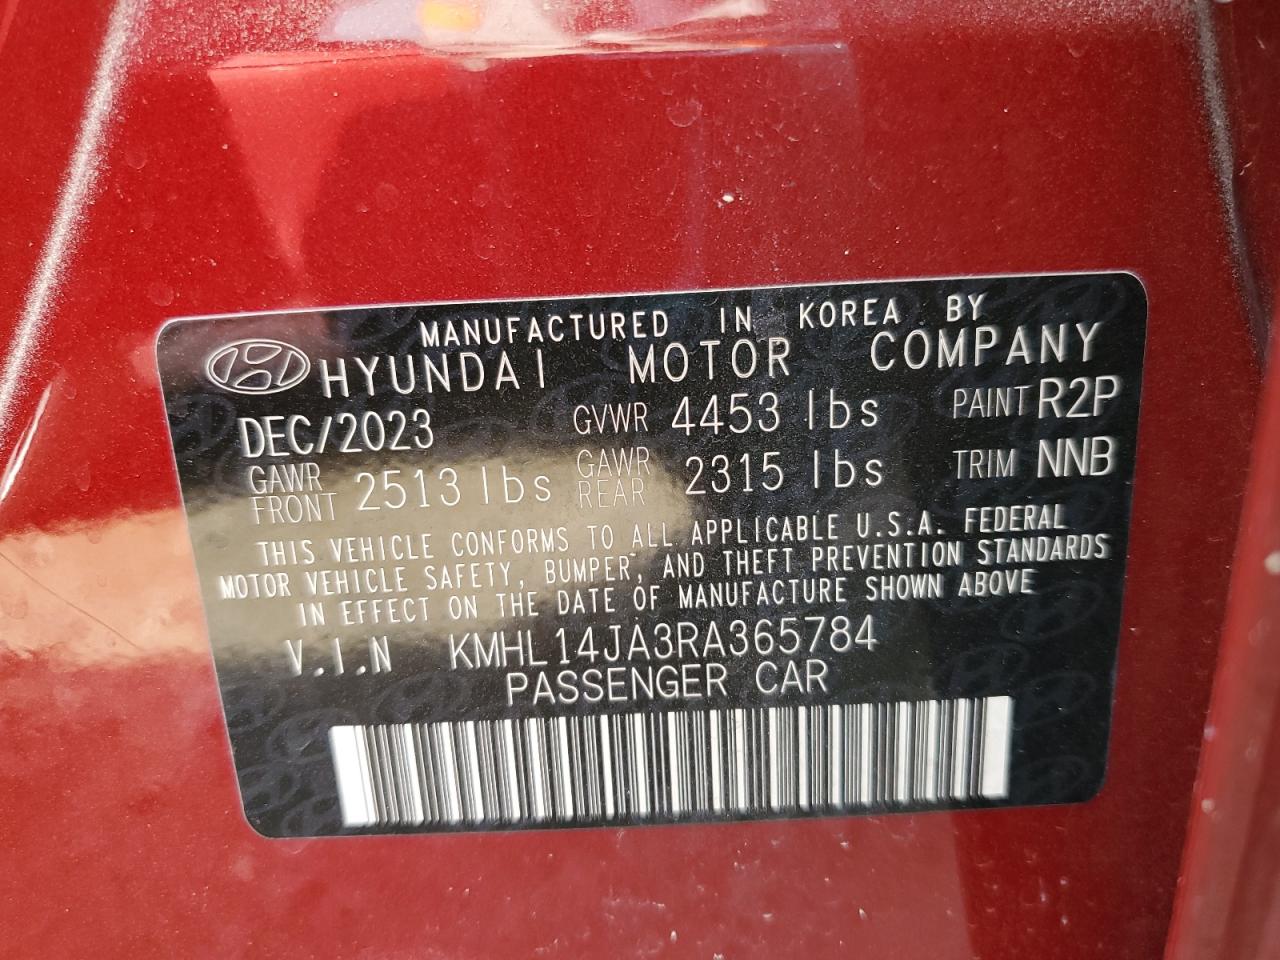 MANUFACTURED IN KOREA BY
HYUNDAI MOTOR COMPANY
DEC/2023 GVWR 4453 lbs PAINT R2P
GAWR FRONT 2513 lbs GAWR REAR 2315 lbs TRIM NNB
THIS VEHICLE CONFORMS TO ALL APPLICABLE U.S.A. FEDERAL
MOTOR VEHICLE SAFETY, BUMPER, AND THEFT PREVENTION STANDARDS
IN EFFECT ON THE DATE OF MANUFACTURE SHOWN ABOVE
V.I.N KMHL14JA3RA365784
PASSENGER CAR